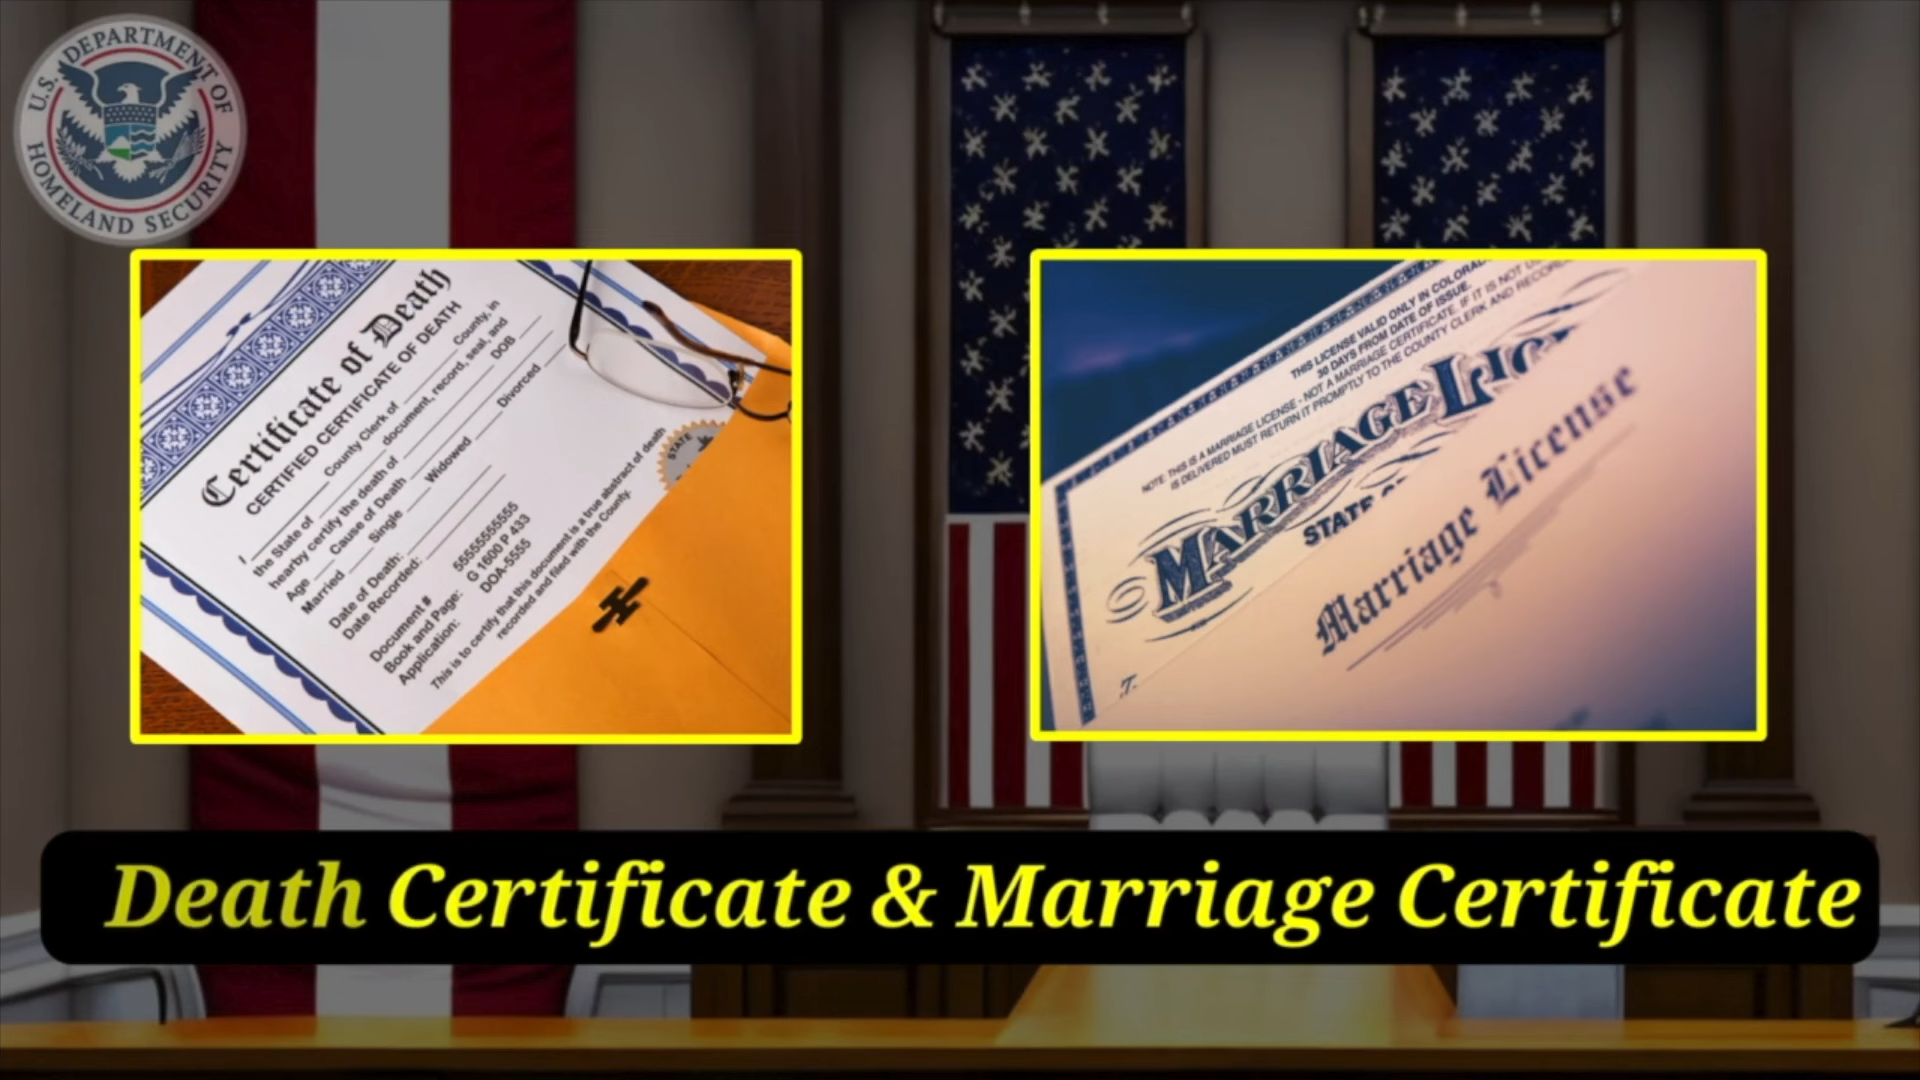 U.S. DEPARTMENT OF
HOMELAND SECURITY
Certificate of Death
CERTIFIED CERTIFICATE OF DEATH
I County Clerk of County, in
the State of document, record, seal, and
hearby certify the death of DOB
Age Cause of Death
Married Single Widowed Divorced
Date of Death:
Date Recorded:
Document # 55555555555
Book and Page: G 1600 P 433
Application: DOA-5555
This is to certify that this document is a true abstract of death
recorded and filed with the County.
STATE
THIS LICENSE VALID ONLY IN COLORAD
30 DAYS FROM DATE OF ISSUE.
NOTE: THIS IS A MARRIAGE LICENSE - NOT A MARRIAGE CERTIFICATE. IF IT IS NOT
IS DELIVERED MUST RETURN IT PROMPTLY TO THE COUNTY CLERK AND
MARRIAGE LIC
STATE
Marriage License
Death Certificate & Marriage Certificate